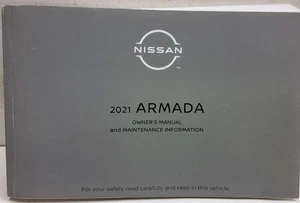 NISSAN
2021 ARMADA
OWNER'S MANUAL
and MAINTENANCE INFORMATION
For your safety, read carefully and keep in this vehicle.